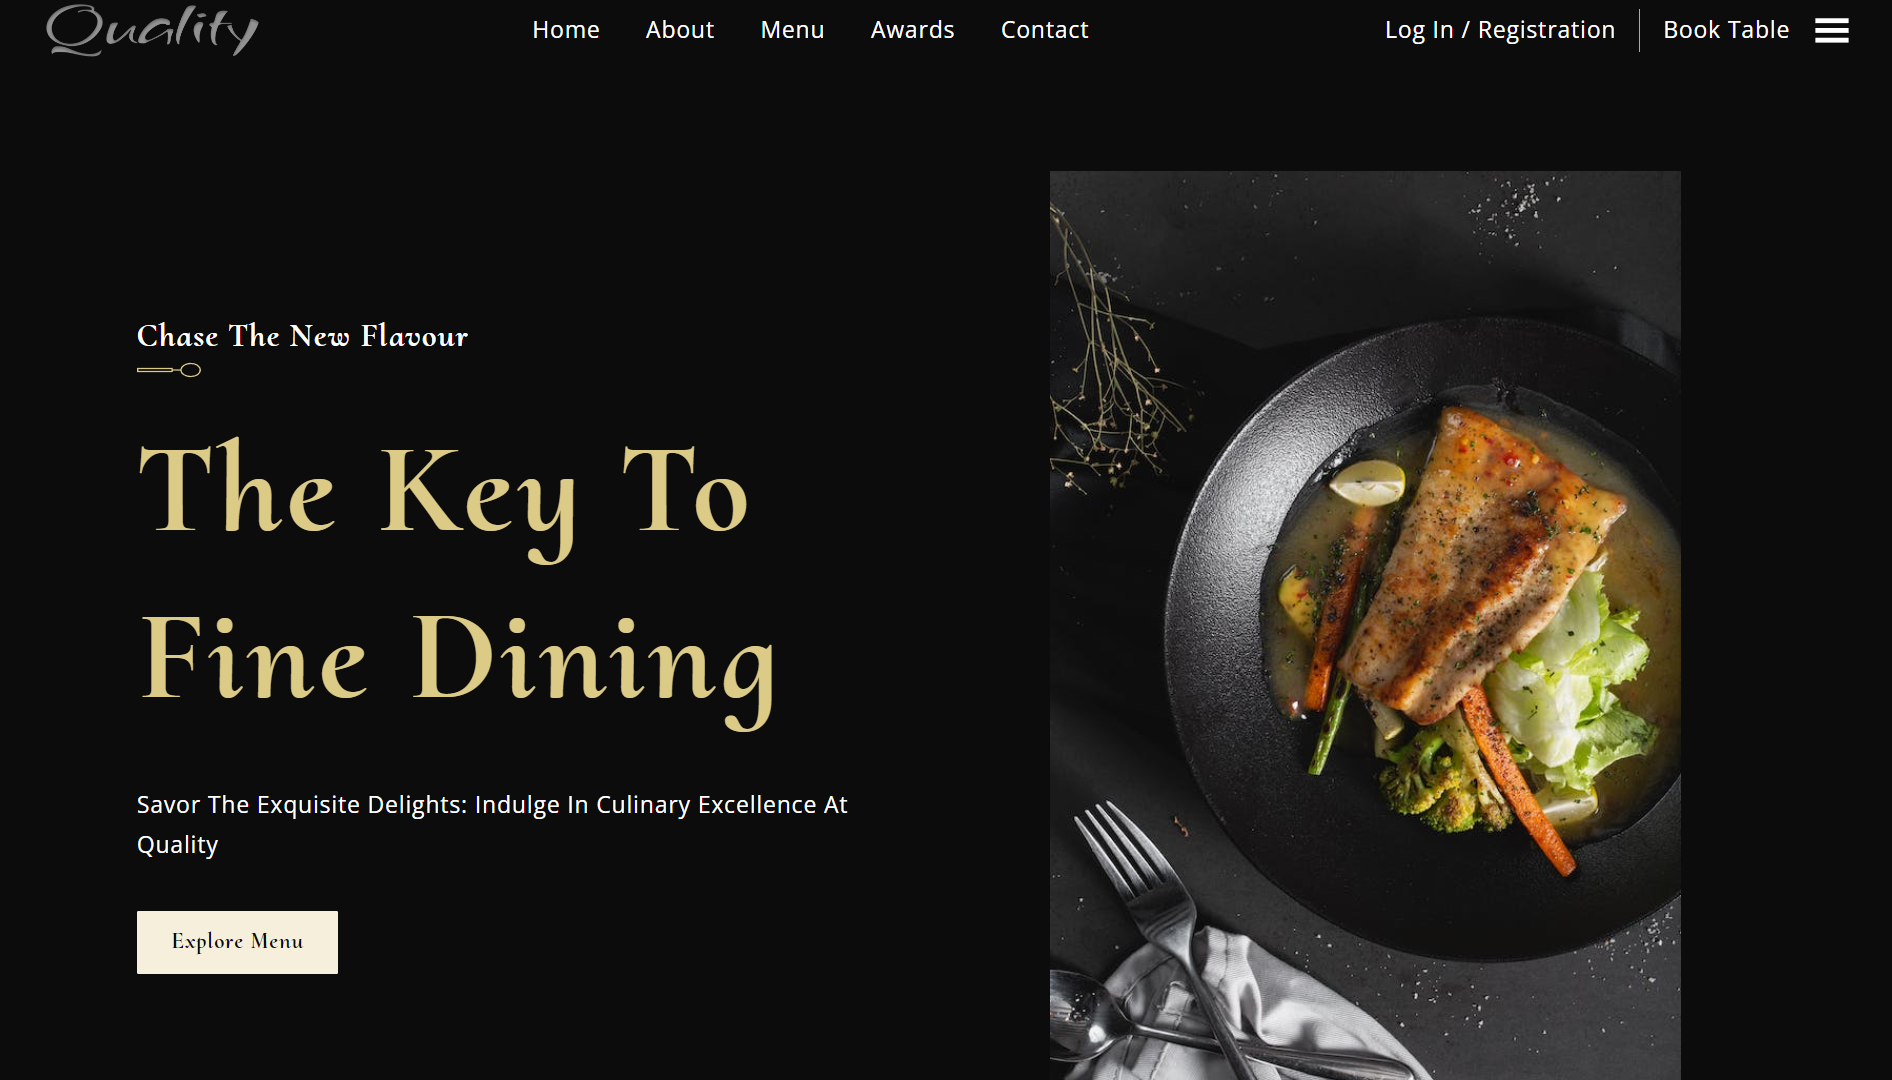 Quality
Home About Menu Awards Contact
Log In / Registration Book Table
Chase The New Flavour
The Key To
Fine Dining
Savor The Exquisite Delights: Indulge In Culinary Excellence At
Quality
Explore Menu